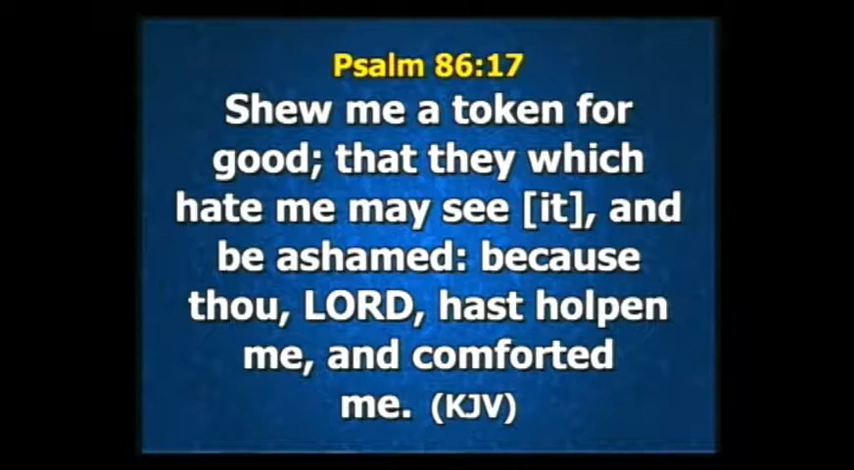 Psalm 86:17
Shew me a token for
good; that they which
hate me may see [it], and
be ashamed: because
thou, LORD, hast holpen
me, and comforted
me. (KJV)